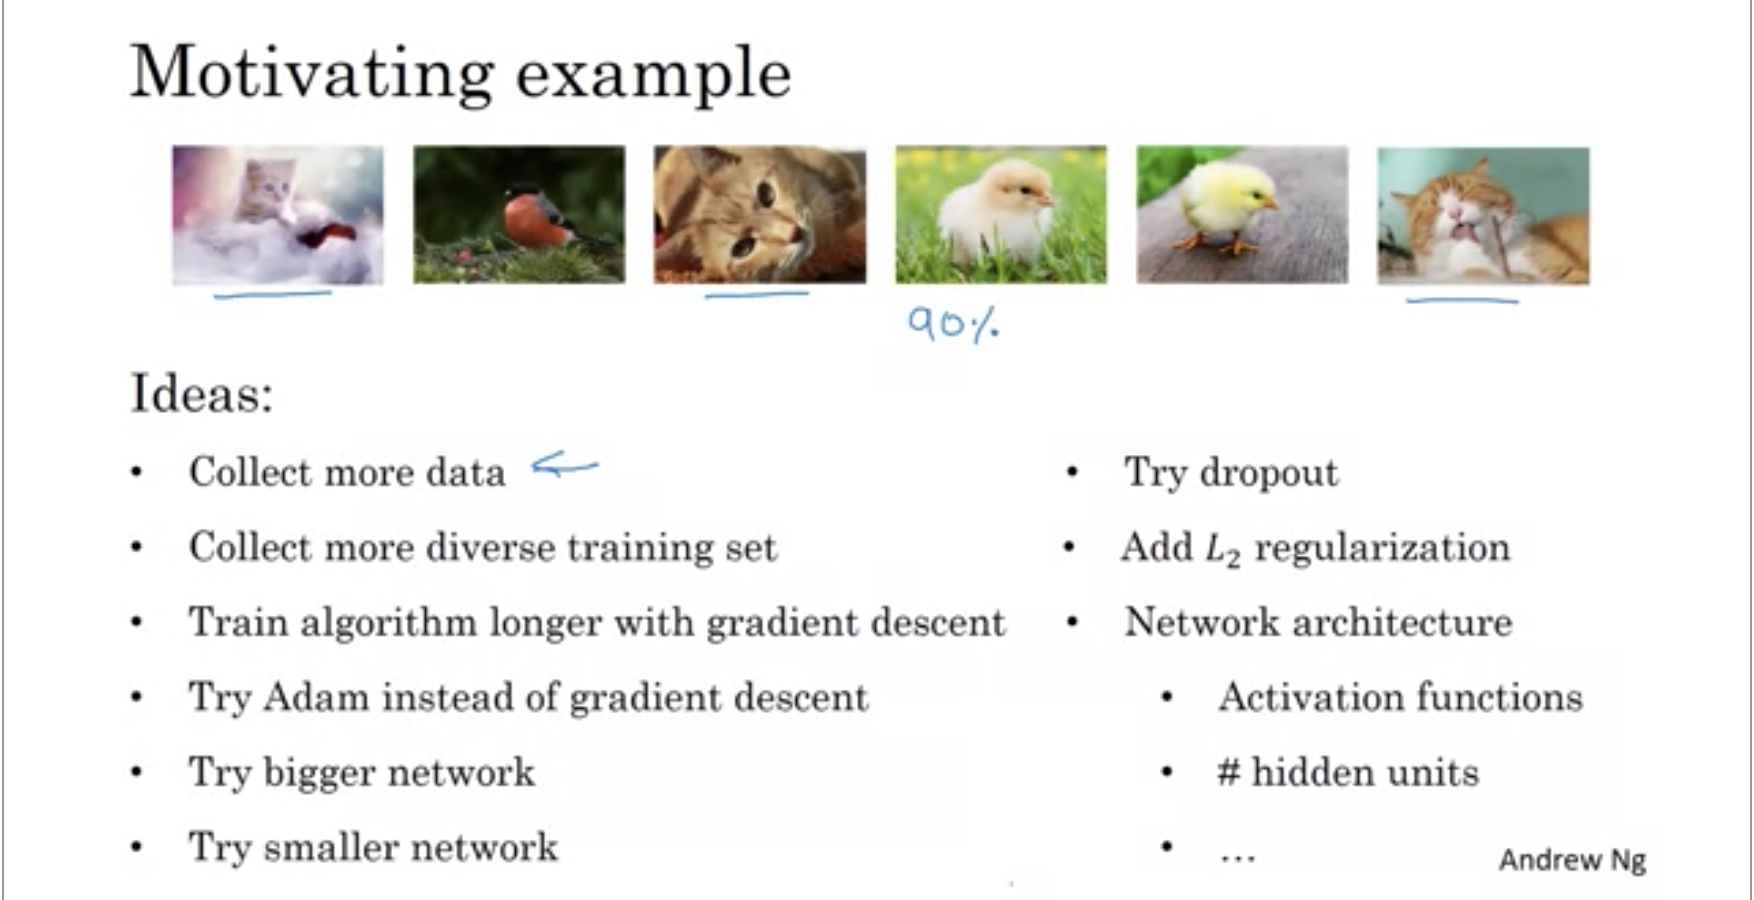 Motivating example
90%
Ideas:
• Collect more data
• Collect more diverse training set
• Train algorithm longer with gradient descent
• Try Adam instead of gradient descent
• Try bigger network
• Try smaller network
• Try dropout
• Add L₂ regularization
• Network architecture
• Activation functions
• # hidden units
• ...
Andrew Ng